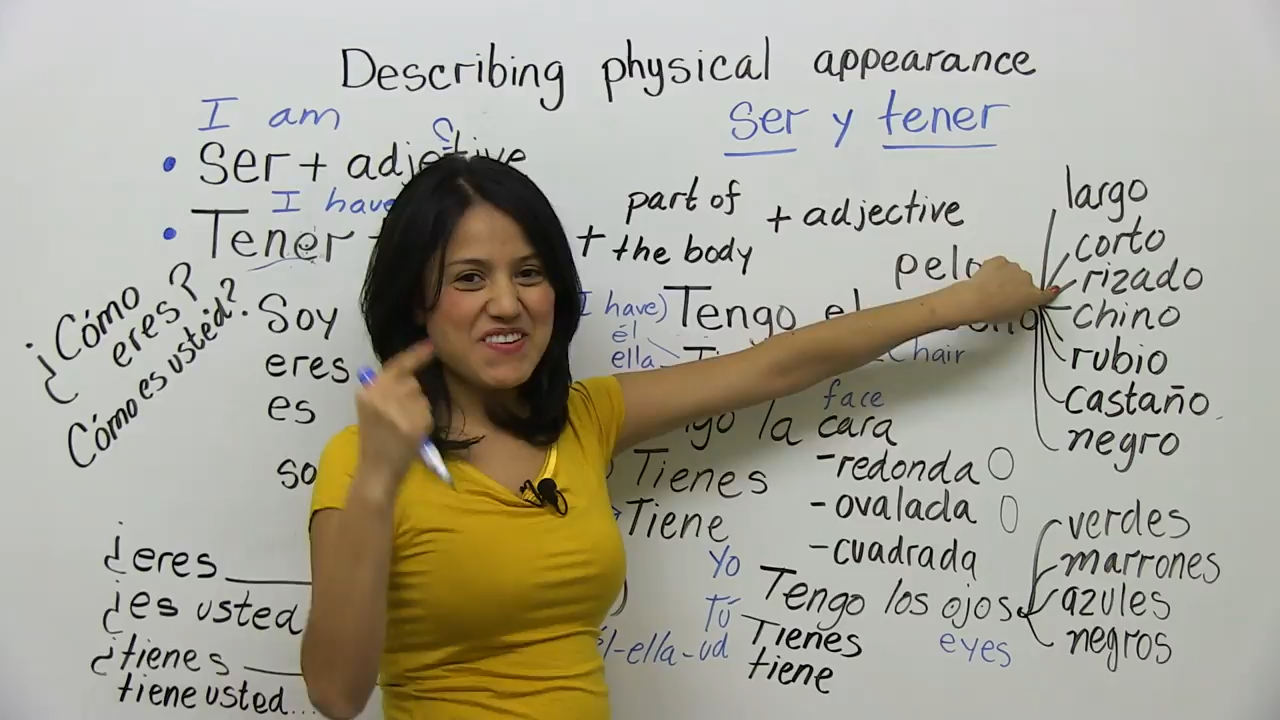 Describing physical appearance
I am
Ser y tener
• Ser + adjetive
I have
• Tener + part of the body + adjective
¿Cómo eres?
Cómo es usted?
Soy
eres
es
pelo
I have) Tengo el
él
ella
hair
largo
corto
rizado
chino
rubio
castaño
negro
face
la cara
Tienes
Tiene
-redonda
-ovalada
-cuadrada
Yo Tengo los ojos
Tú Tienes
él-ella-ud tiene
eyes
verdes
marrones
azules
negros
¿eres
¿es usted
¿tienes
tiene usted...